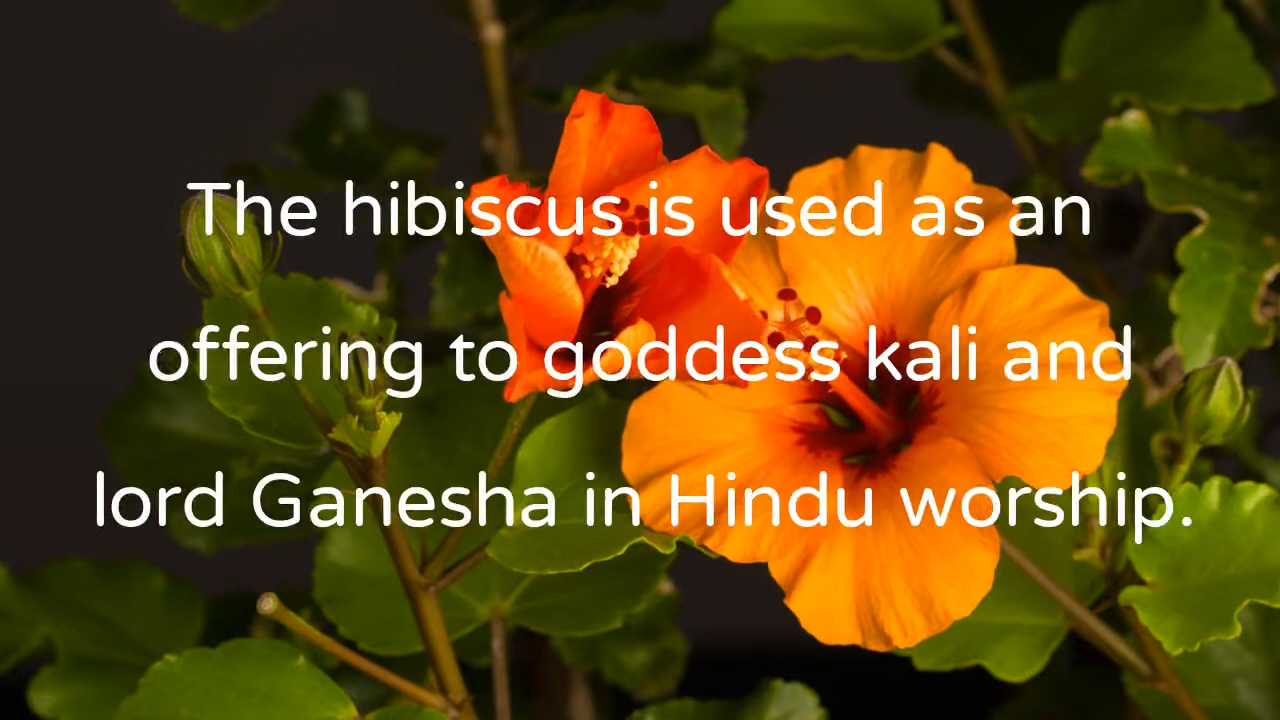 The hibiscus is used as an
offering to goddess kali and
lord Ganesha in Hindu worship.